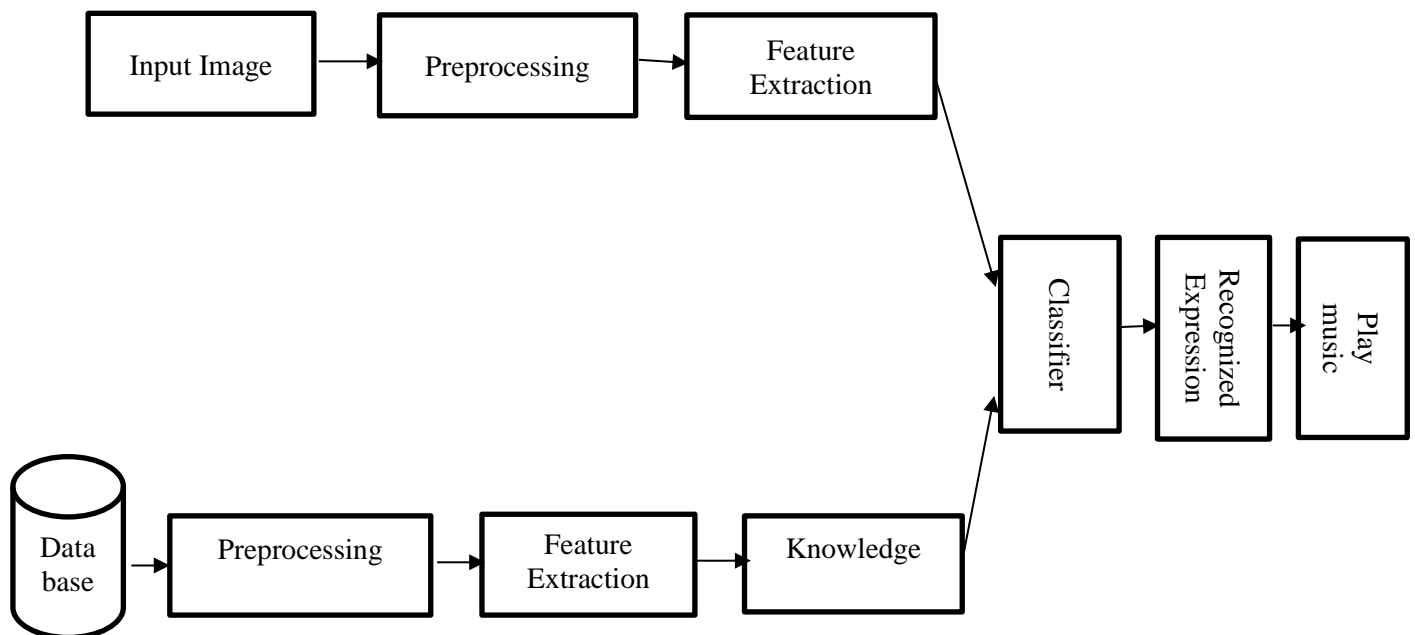 Input Image
Preprocessing
Feature
Extraction
Classifier
Recognized
Expression
Play
music
Data
base
Preprocessing
Feature
Extraction
Knowledge